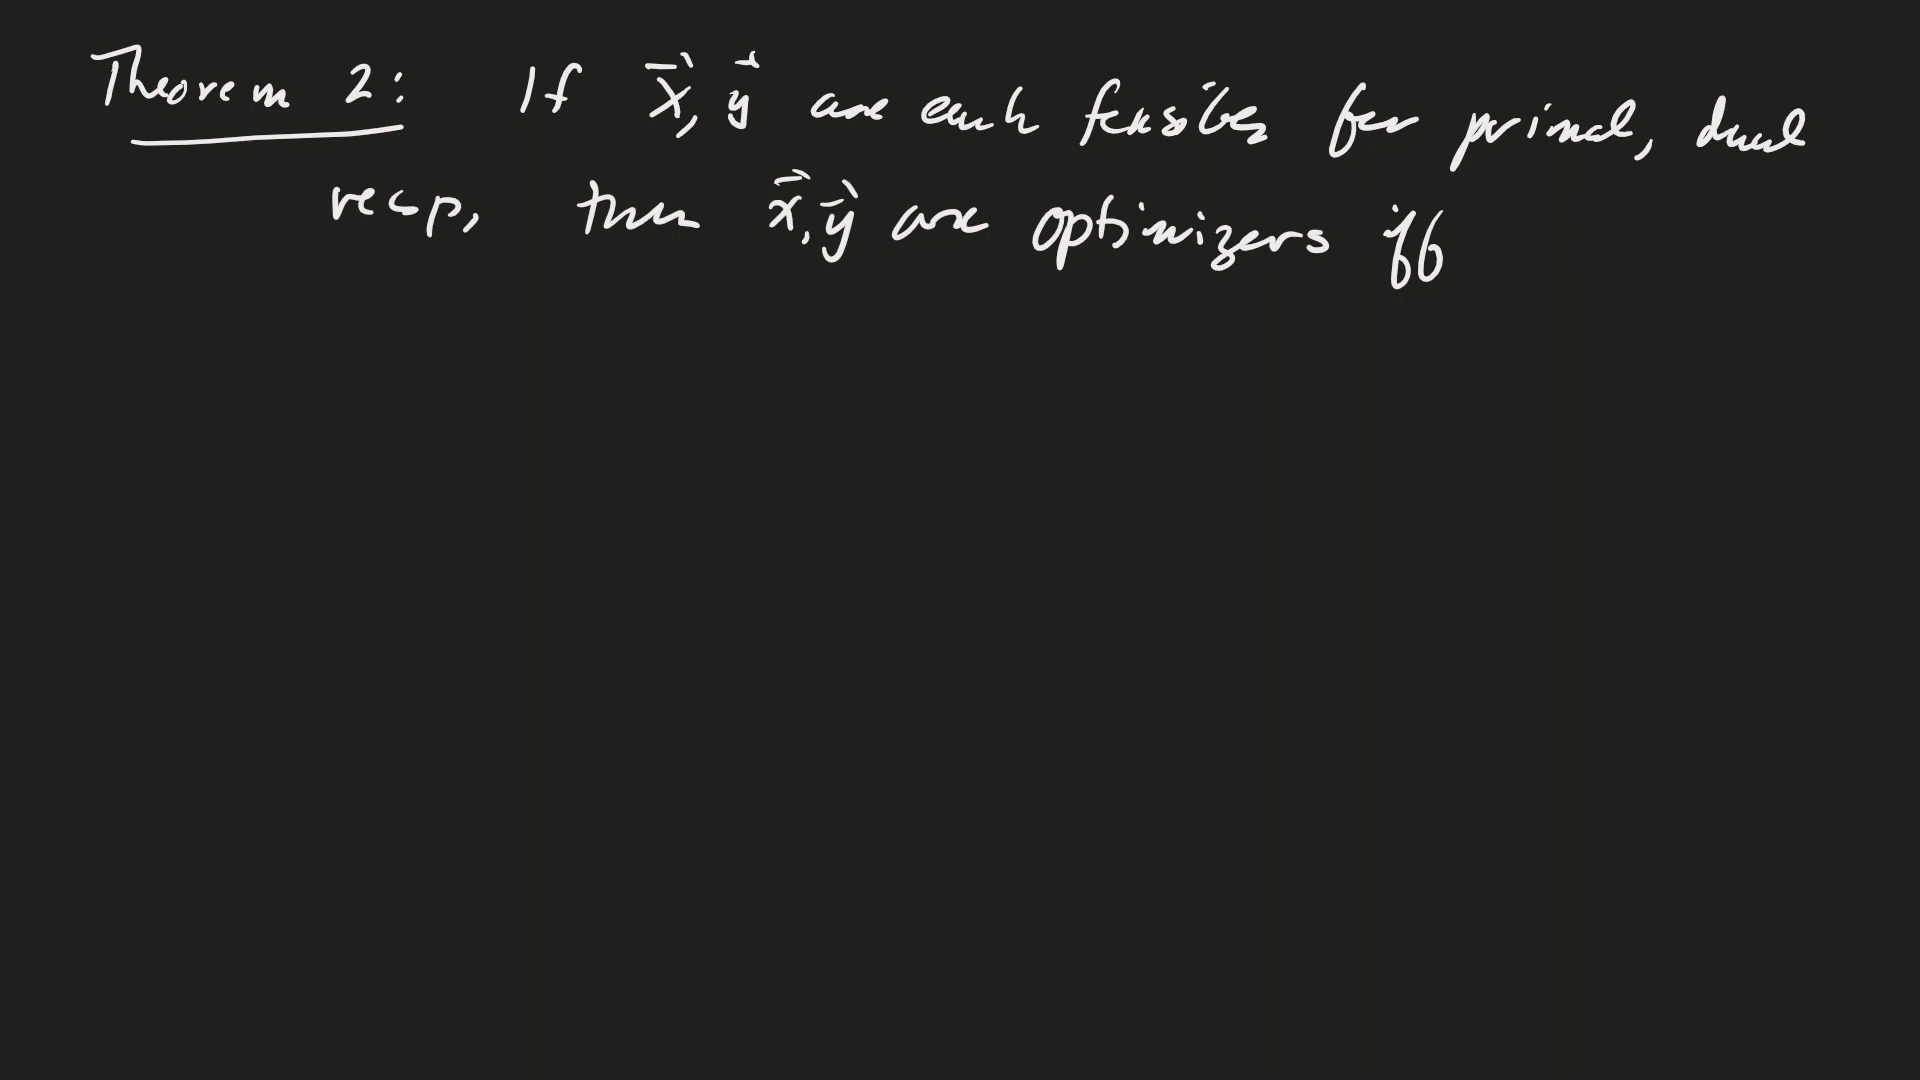 Theorem 2: If x⃗, y⃗ are each feasible for primal, dual
resp, then x⃗, y⃗ are optimizers iff